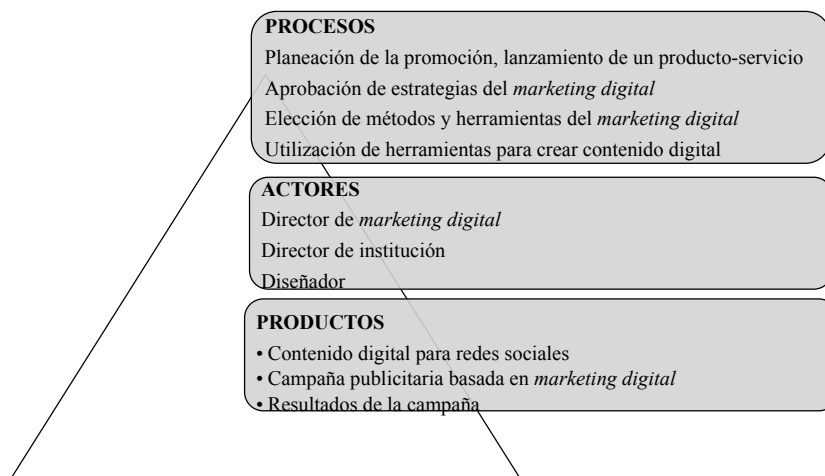 PROCESOS
Planeación de la promoción, lanzamiento de un producto-servicio
Aprobación de estrategias del marketing digital
Elección de métodos y herramientas del marketing digital
Utilización de herramientas para crear contenido digital
ACTORES
Director de marketing digital
Director de institución
Diseñador
PRODUCTOS
• Contenido digital para redes sociales
• Campaña publicitaria basada en marketing digital
• Resultados de la campaña